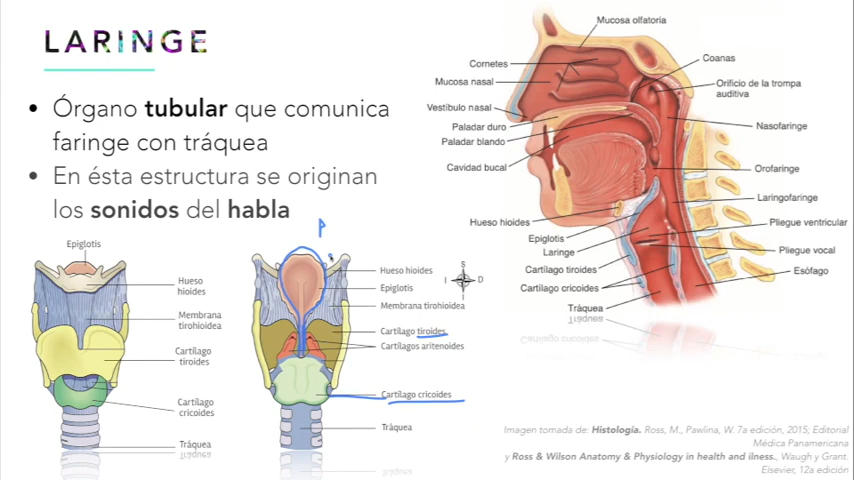 LARINGE
• Órgano tubular que comunica
faringe con tráquea
• En ésta estructura se originan
los sonidos del habla
Epiglotis
Hueso
hioides
Membrana
tirohioidea
Cartílago
tiroides
Cartílago
cricoides
Tráquea
P
Hueso hioides
Epiglotis
Membrana tirohioidea
Cartílago tiroides
Cartílagos aritenoides
Cartílago cricoides
Tráquea
S
I
D
Mucosa olfatoria
Cornetes
Mucosa nasal
Vestíbulo nasal
Paladar duro
Paladar blando
Cavidad bucal
Hueso hioides
Epiglotis
Laringe
Cartílago tiroides
Cartílago cricoides
Tráquea
Coanas
Orificio de la trompa
auditiva
Nasofaringe
Orofaringe
Laringofaringe
Pliegue ventricular
Pliegue vocal
Esófago
Imagen tomada de: Histología. Ross, M., Pawlina, W. 7a edición, 2015; Editorial
Médica Panamericana
y Ross & Wilson Anatomy & Physiology in health and ilness., Waugh y Grant.
Elsevier, 12a edición